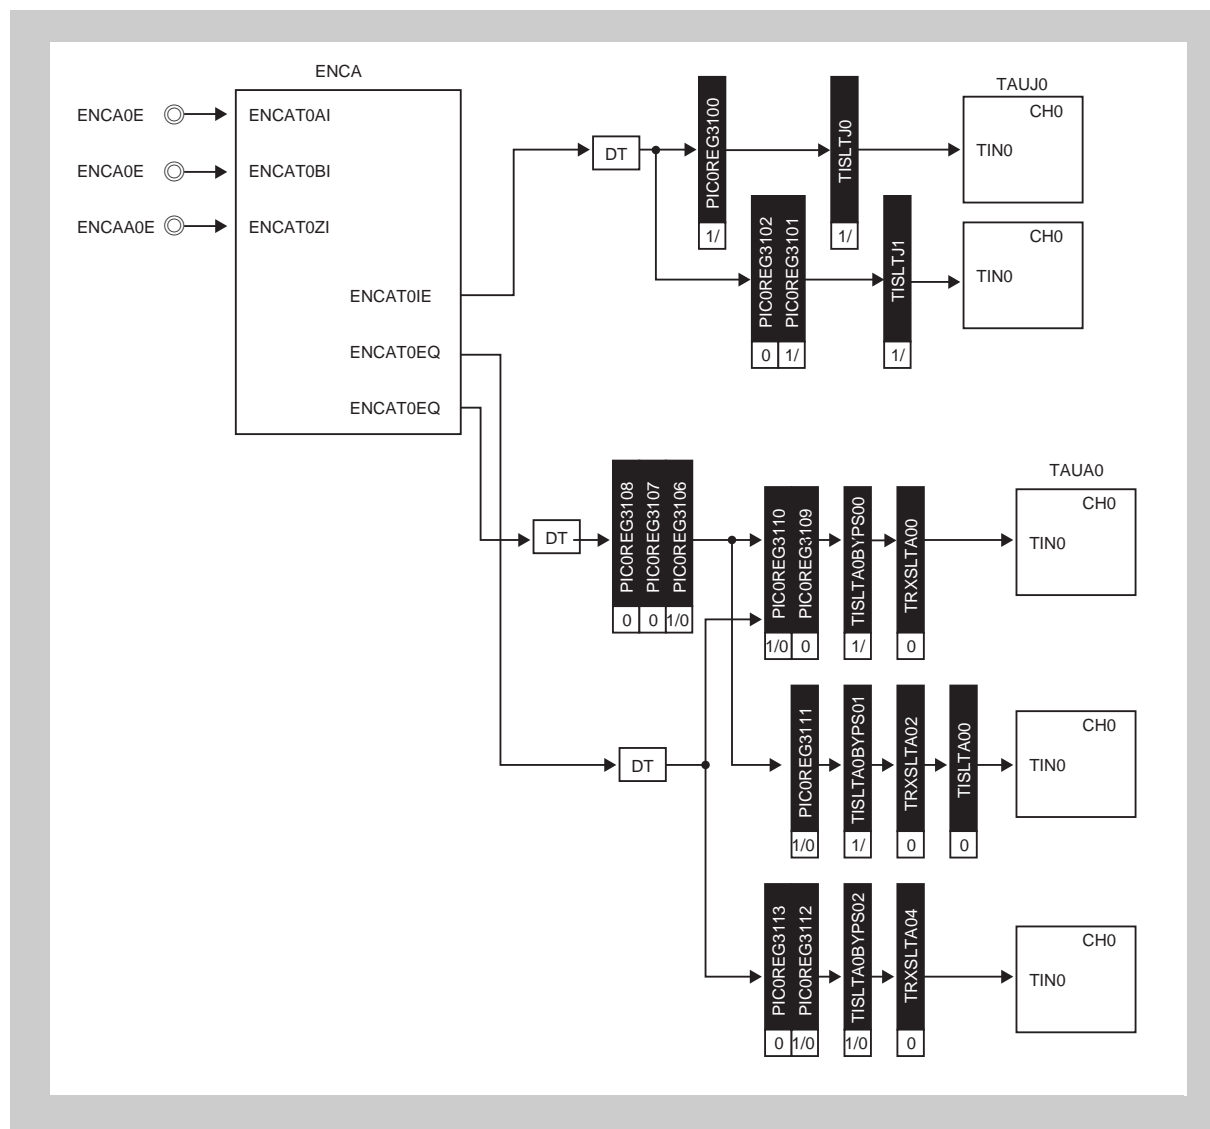 ENCA
ENCA0E
ENCAT0AI
ENCA0E
ENCAT0BI
ENCAA0E
ENCAT0ZI
ENCAT0IE
ENCAT0EQ
ENCAT0EQ
DT
PIC0REG3100
1/
TISLTJ0
1/
TAUJ0
CH0
TIN0
PIC0REG3102
PIC0REG3101
0
1/
TISLTJ1
1/
CH0
TIN0
DT
PIC0REG3108
PIC0REG3107
PIC0REG3106
0
0
1/0
PIC0REG3110
PIC0REG3109
1/0
0
TISLTA0BYPS00
1/
TRXSLTA00
0
TAUA0
CH0
TIN0
DT
PIC0REG3111
1/0
TISLTA0BYPS01
1/
TRXSLTA02
0
TISLTA00
0
CH0
TIN0
PIC0REG3113
PIC0REG3112
0
1/0
TISLTA0BYPS02
1/0
TRXSLTA04
0
CH0
TIN0